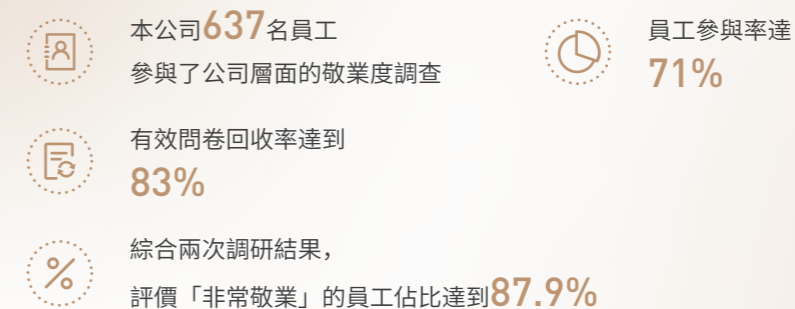 本公司637名員工
參與了公司層面的敬業度調查
員工參與率達
71%
有效問卷回收率達到
83%
綜合兩次調研結果，
評價「非常敬業」的員工佔比達到87.9%